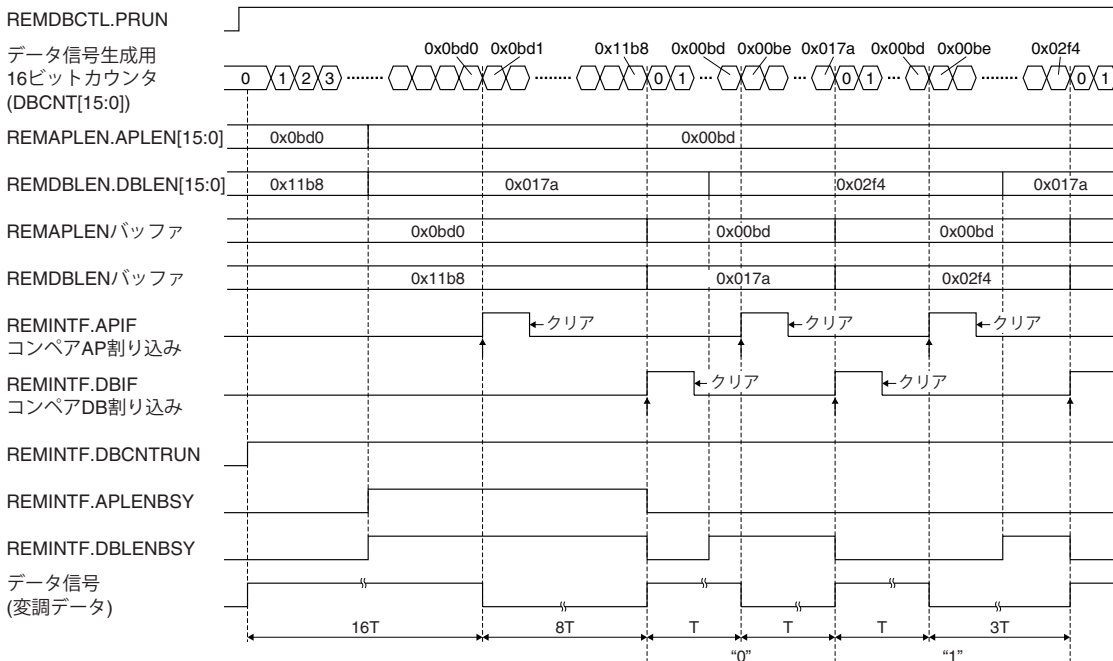 REMDBCTL.PRUN
データ信号生成用
16ビットカウンタ
(DBCNT[15:0])
0x0bd0 0x0bd1 0x11b8 0x00bd 0x00be 0x017a 0x00bd 0x00be 0x02f4
0 1 2 3 0 1 0 1 0 1
REMAPLEN.APLEN[15:0] 0x0bd0 0x00bd
REMDBLEN.DBLEN[15:0] 0x11b8 0x017a 0x02f4 0x017a
REMAPLENバッファ 0x0bd0 0x00bd 0x00bd
REMDBLENバッファ 0x11b8 0x017a 0x02f4
REMINTF.APIF
コンペアAP割り込み
クリア クリア クリア
REMINTF.DBIF
コンペアDB割り込み
クリア クリア
REMINTF.DBCNTRUN
REMINTF.APLENBSY
REMINTF.DBLENBSY
データ信号
(変調データ)
16T 8T T T T 3T
“0” “1”